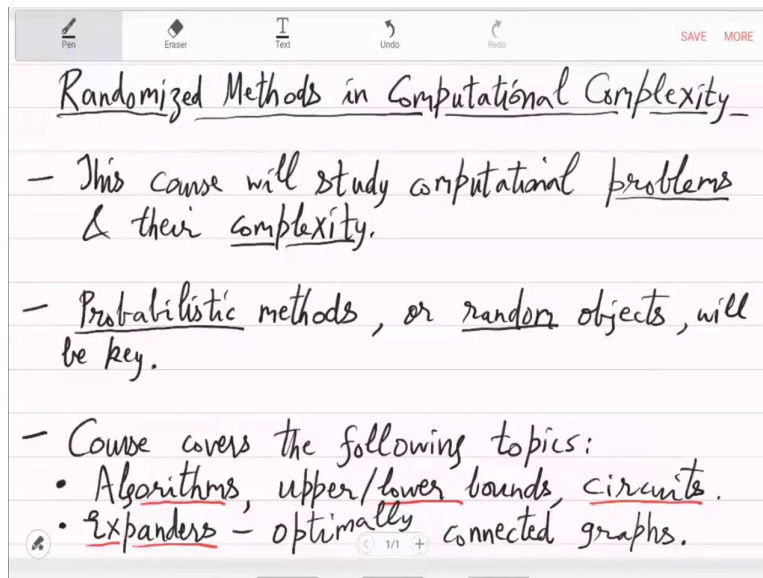 Pen Eraser Text Undo Redo SAVE MORE
Randomized Methods in Computational Complexity
- This course will study computational problems
& their complexity.
- Probabilistic methods, or random objects, will
be key.
- Course covers the following topics:
• Algorithms, upper/lower bounds, circuits.
• Expanders - optimally connected graphs.
1/1